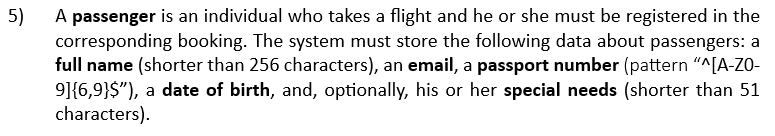 5) A passenger is an individual who takes a flight and he or she must be registered in the
corresponding booking. The system must store the following data about passengers: a
full name (shorter than 256 characters), an email, a passport number (pattern “^[A-Z0-
9]{6,9}$”), a date of birth, and, optionally, his or her special needs (shorter than 51
characters).